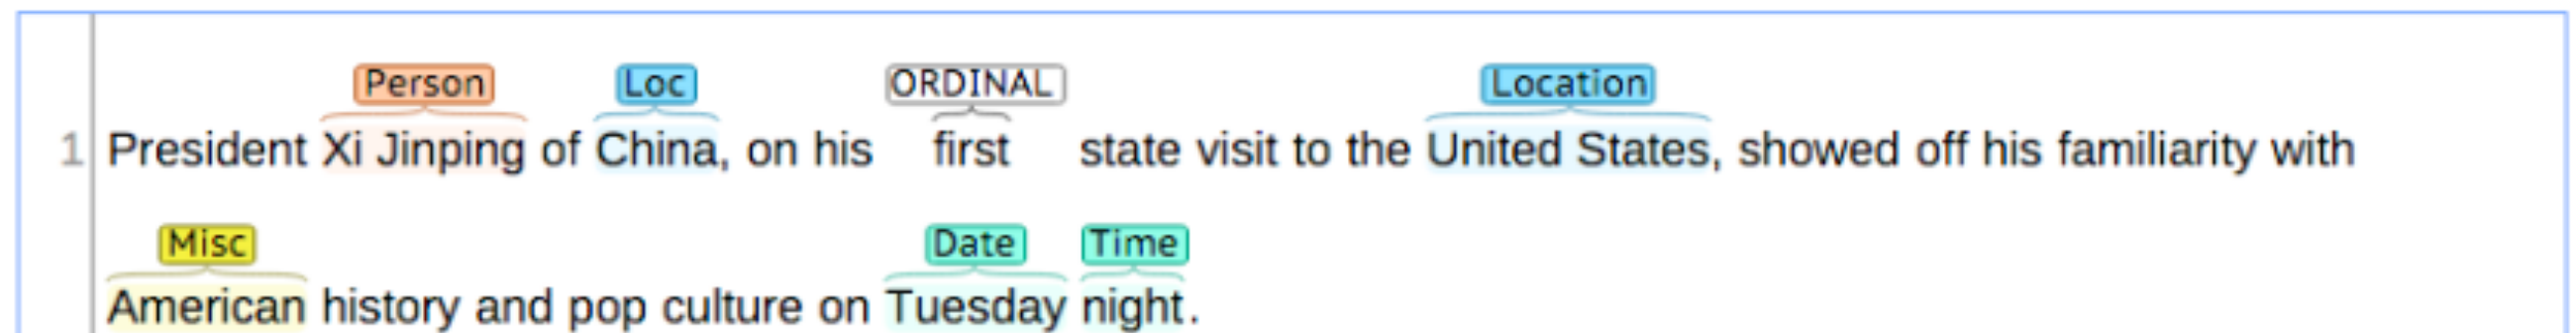 Person Loc ORDINAL Location
1 President Xi Jinping of China, on his first state visit to the United States, showed off his familiarity with
Misc Date Time
American history and pop culture on Tuesday night.